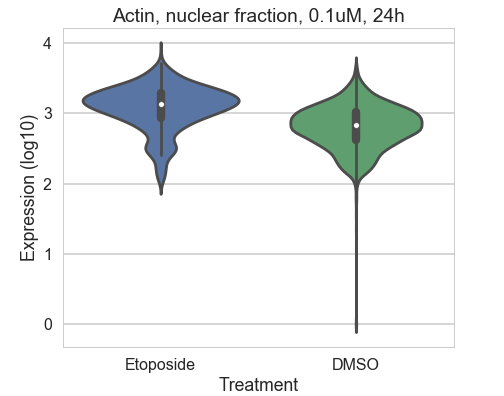 Actin, nuclear fraction, 0.1uM, 24h
4
3
2
1
0
Expression (log10)
Etoposide DMSO
Treatment